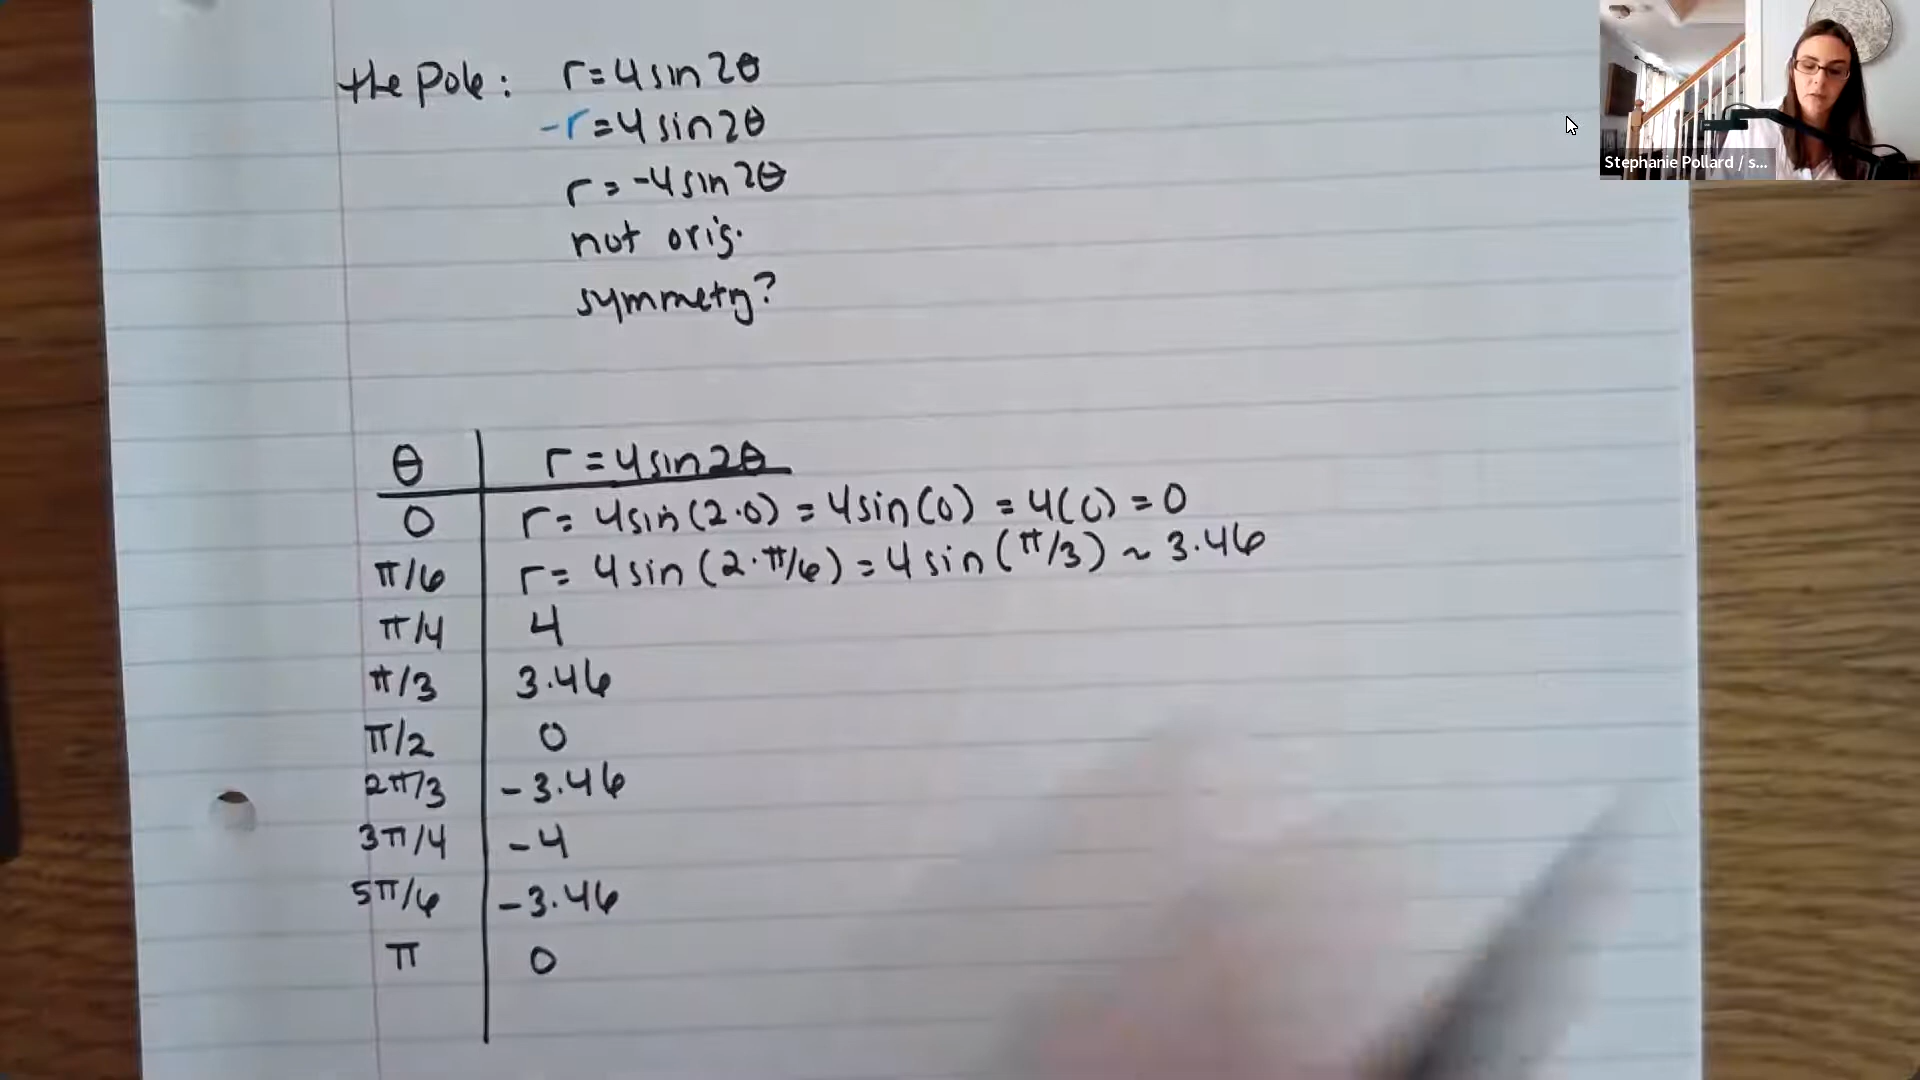 the Pole: r=4sin2θ
-r=4sin2θ
r=-4sin2θ
not orig.
symmetry?
Stephanie Pollard / s...
θ r=4sin2θ
0 r= 4sin(2·0) = 4sin(0) = 4(0) = 0
π/6 r= 4sin(2·π/6) = 4sin(π/3) ~ 3.46
π/4 4
π/3 3.46
π/2 0
2π/3 -3.46
3π/4 -4
5π/6 -3.46
π 0